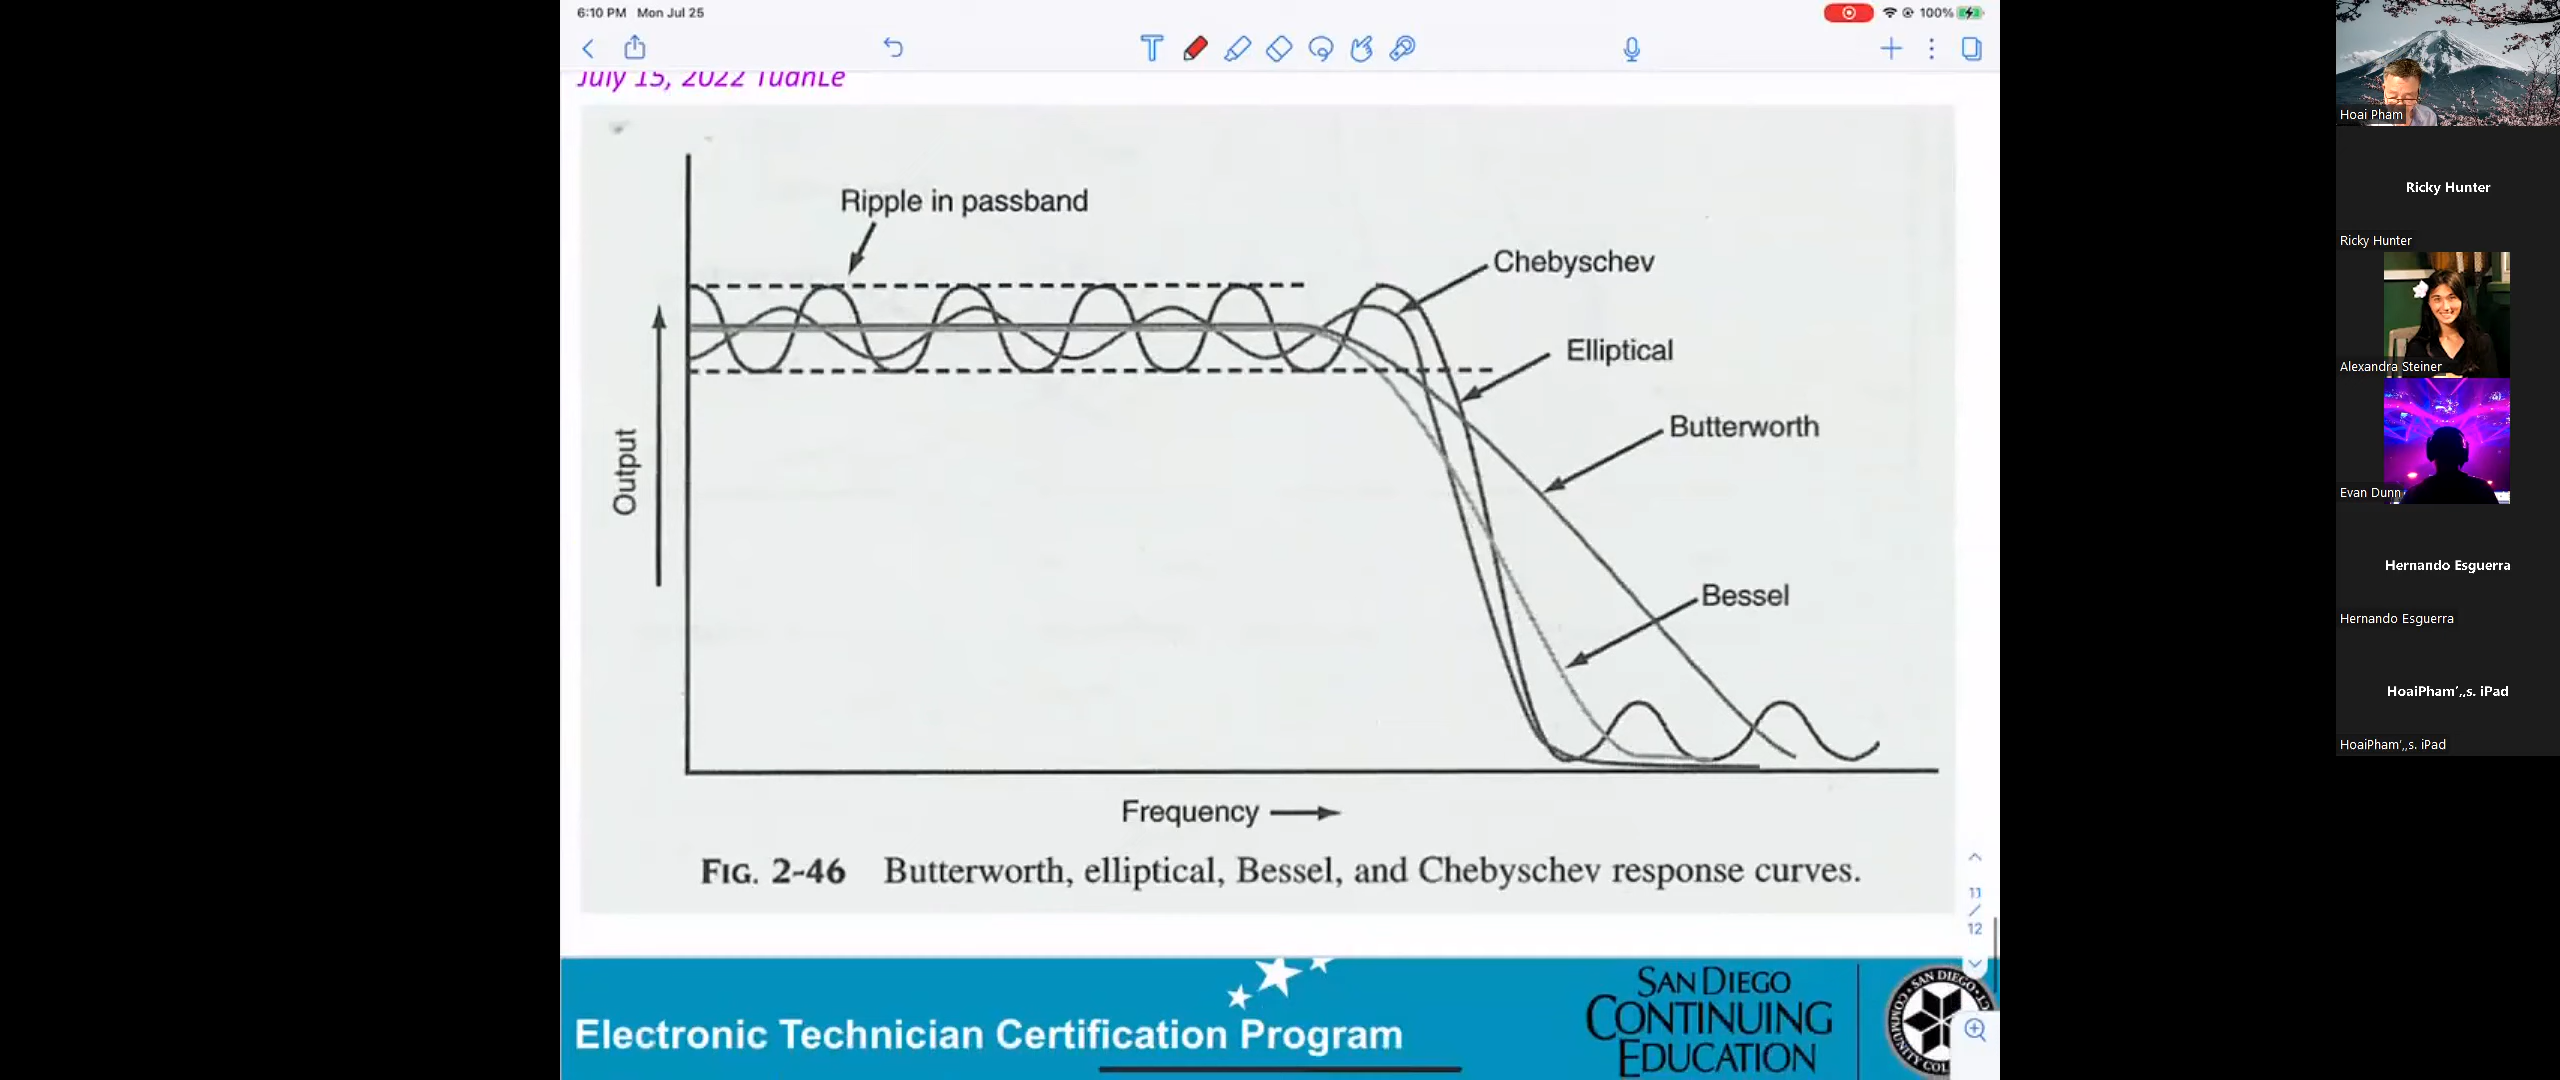 6:10 PM Mon Jul 25
100%
July 15, 2022 TuanLe
Ripple in passband
Chebyschev
Elliptical
Butterworth
Bessel
Output
Frequency
FIG. 2-46 Butterworth, elliptical, Bessel, and Chebyschev response curves.
11
/
12
Electronic Technician Certification Program
SAN DIEGO
CONTINUING
EDUCATION
Hoai Pham
Ricky Hunter
Ricky Hunter
Alexandra Steiner
Evan Dunn
Hernando Esguerra
Hernando Esguerra
HoaiPham’,,s. iPad
HoaiPham’,,s. iPad